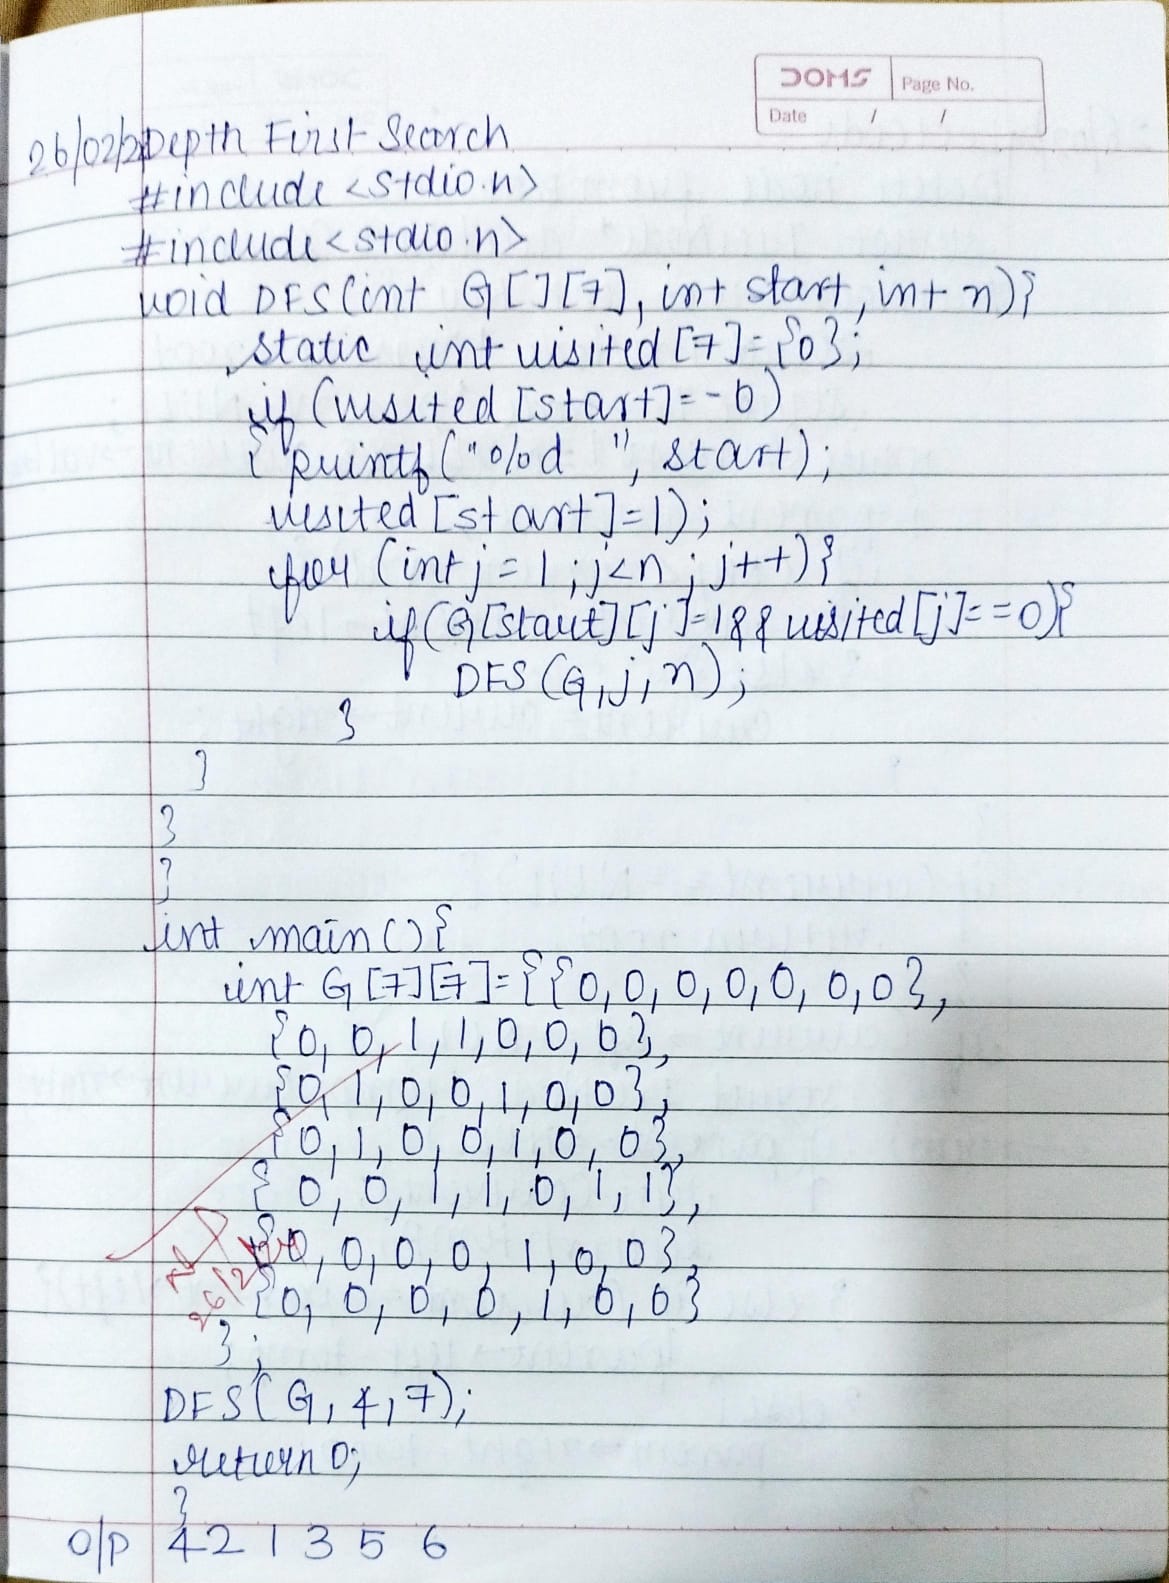 DOMS Page No.
Date / /
26/02/2 Depth First Search
#include <stdio.h>
#include <stdio.h>
void DFS(int G[][7], int start, int n){
static int visited[7]={0};
if (visited[start]=-0)
{ printf("%d ", start);
visited[start]=1);
for (int j=1;j<n;j++){
if(G[start][j]=1&& visited[j]==0){
DFS(G,j,n);
}
}
}
}
int main(){
int G[7][7]={{0,0,0,0,0,0,0},
{0,0,1,1,0,0,0},
{0,1,0,0,1,0,0},
{0,1,0,0,1,0,0},
{0,0,1,1,0,1,1},
{0,0,0,0,1,0,0},
{0,0,0,0,1,0,0}
};
DFS(G,4,7);
return 0;
}
O/P 4 2 1 3 5 6